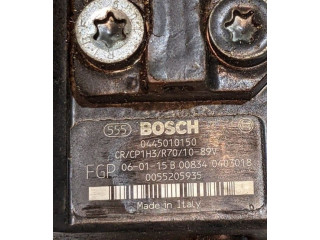 555 BOSCH
0445010150
CR/CP1H3/R70/10-89V
FGP 06-01-15 B 00834 0403018
0055205935
Made in Italy